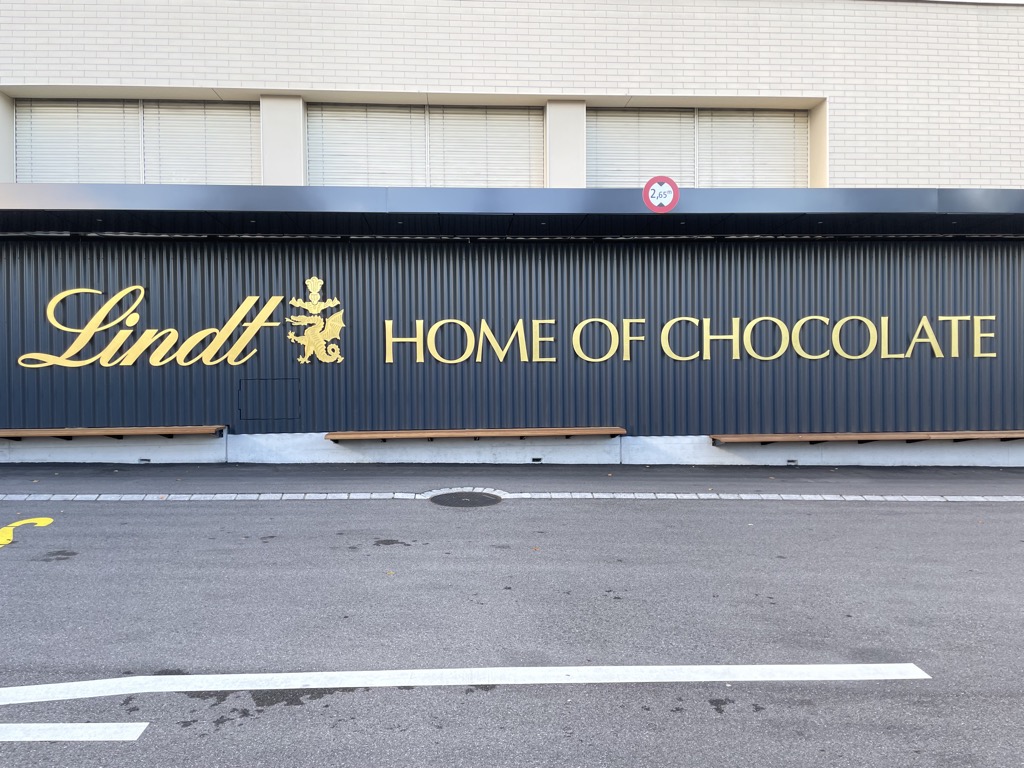 2,65m
Lindt HOME OF CHOCOLATE